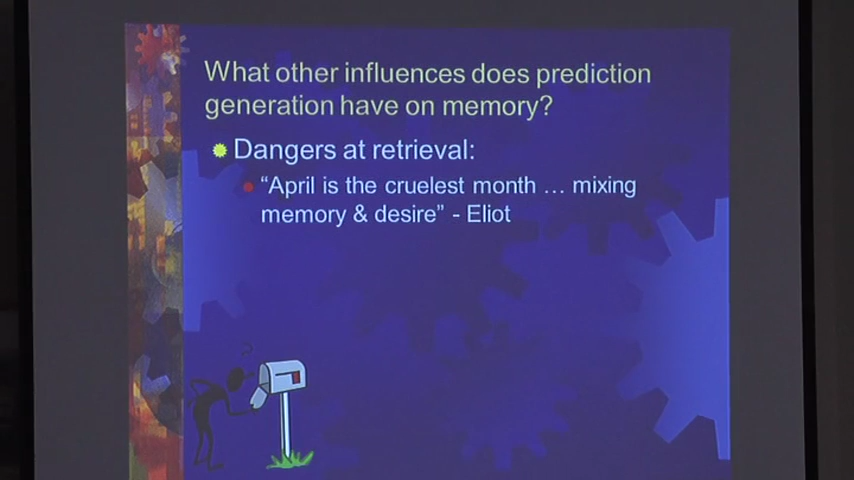 What other influences does prediction
generation have on memory?
Dangers at retrieval:
“April is the cruelest month … mixing
memory & desire” - Eliot